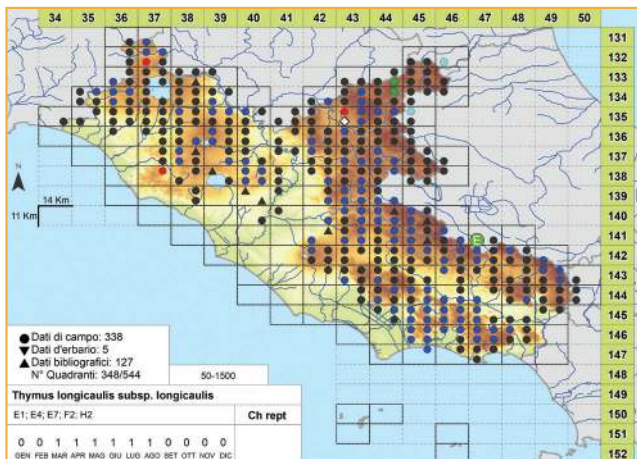 34 35 36 37 38 39 40 41 42 43 44 45 46 47 48 49 50
131
132
133
134
135
136
137
138
139
140
141
142
143
144
145
146
147
148
149
150
151
152
N
14 Km
11 Km
E
Dati di campo: 338
Dati d'erbario: 5
Dati bibliografici: 127
N° Quadranti: 348/544
50-1500
Thymus longicaulis subsp. longicaulis
E1; E4; E7; F2; H2
Ch rept
0 0 1 1 1 1 1 1 0 0 0 0
GEN FEB MAR APR MAG GIU LUG AGO SET OTT NOV DIC